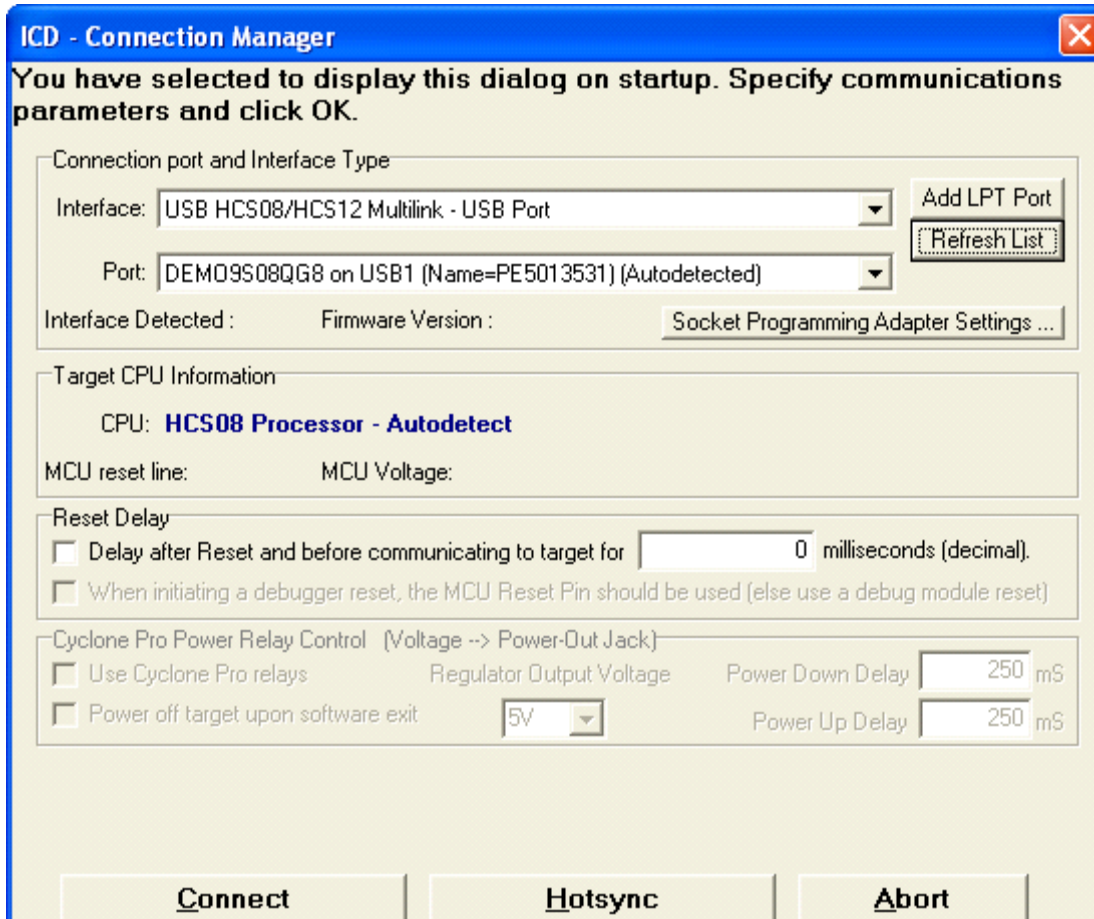 ICD - Connection Manager
You have selected to display this dialog on startup. Specify communications
parameters and click OK.
Connection port and Interface Type
Interface: USB HCS08/HCS12 Multilink - USB Port
Add LPT Port
Refresh List
Port: DEMO9S08QG8 on USB1 (Name=PE5013531) (Autodetected)
Interface Detected : Firmware Version :
Socket Programming Adapter Settings ...
Target CPU Information
CPU: HCS08 Processor - Autodetect
MCU reset line: MCU Voltage:
Reset Delay
Delay after Reset and before communicating to target for 0 milliseconds (decimal).
When initiating a debugger reset, the MCU Reset Pin should be used (else use a debug module reset)
Cyclone Pro Power Relay Control (Voltage --> Power-Out Jack)
Use Cyclone Pro relays Regulator Output Voltage Power Down Delay 250 mS
Power off target upon software exit 5V Power Up Delay 250 mS
Connect Hotsync Abort